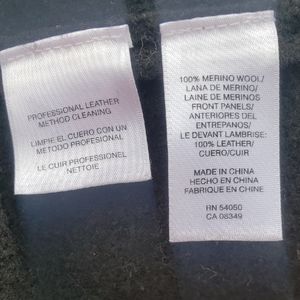 PROFESSIONAL LEATHER
METHOD CLEANING
LIMPIE EL CUERO CON UN
METODO PROFESIONAL
LE CUIR PROFESSIONEL
NETTOIE
100% MERINO WOOL/
LANA DE MERINO/
LAINE DE MERINOS
FRONT PANELS/
ANTERIORES DEL
ENTREPANOS/
LE DEVANT LAMBRISE:
100% LEATHER/
CUERO/CUIR
MADE IN CHINA
HECHO EN CHINA
FABRIQUE EN CHINE
RN 54050
CA 08349